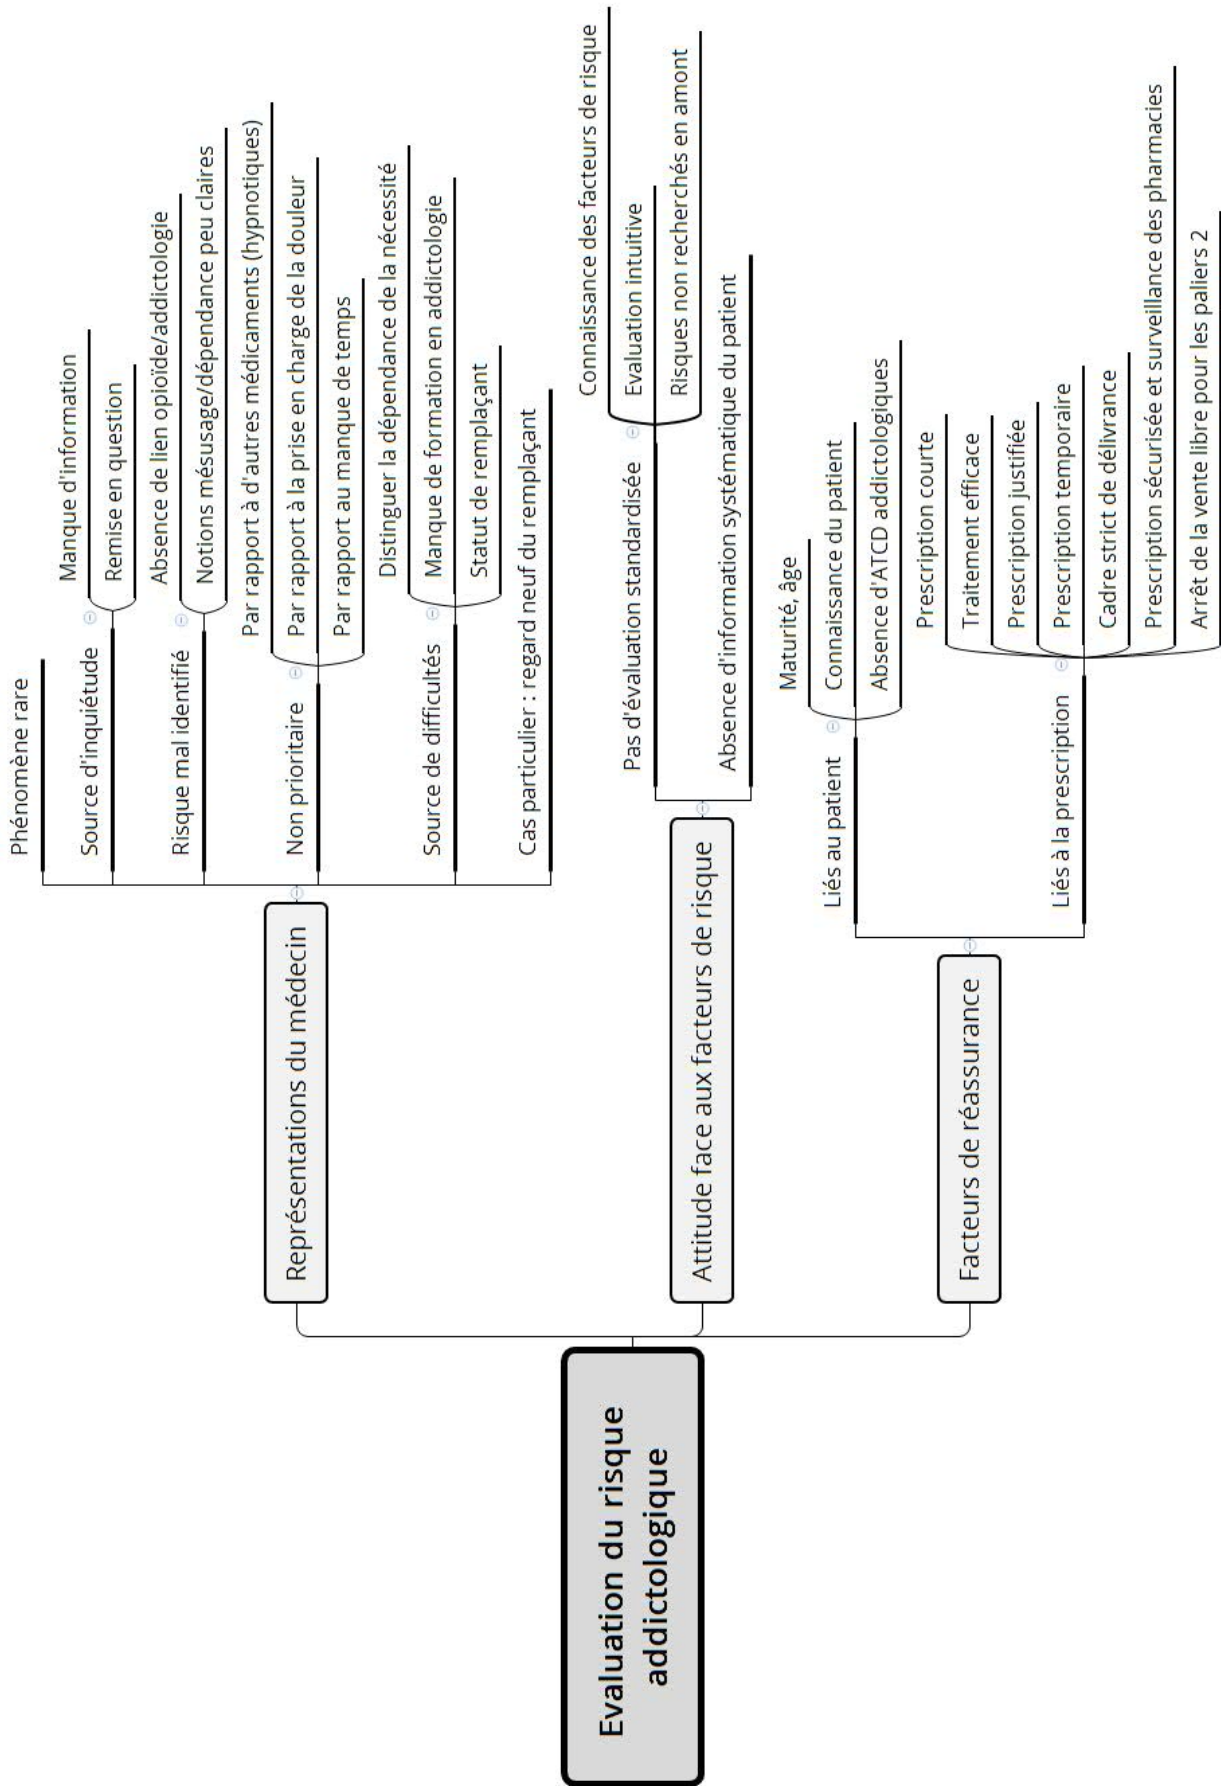 Evaluation du risque
addictologique
Représentations du médecin
Phénomène rare
Source d'inquiétude
Manque d'information
Remise en question
Risque mal identifié
Absence de lien opioïde/addictologie
Notions mésusage/dépendance peu claires
Non prioritaire
Par rapport à d'autres médicaments (hypnotiques)
Par rapport à la prise en charge de la douleur
Par rapport au manque de temps
Source de difficultés
Distinguer la dépendance de la nécessité
Manque de formation en addictologie
Statut de remplaçant
Cas particulier : regard neuf du remplaçant
Attitude face aux facteurs de risque
Pas d'évaluation standardisée
Connaissance des facteurs de risque
Evaluation intuitive
Risques non recherchés en amont
Absence d'information systématique du patient
Facteurs de réassurance
Liés au patient
Maturité, âge
Connaissance du patient
Absence d'ATCD addictologiques
Liés à la prescription
Prescription courte
Traitement efficace
Prescription justifiée
Prescription temporaire
Cadre strict de délivrance
Prescription sécurisée et surveillance des pharmacies
Arrêt de la vente libre pour les paliers 2